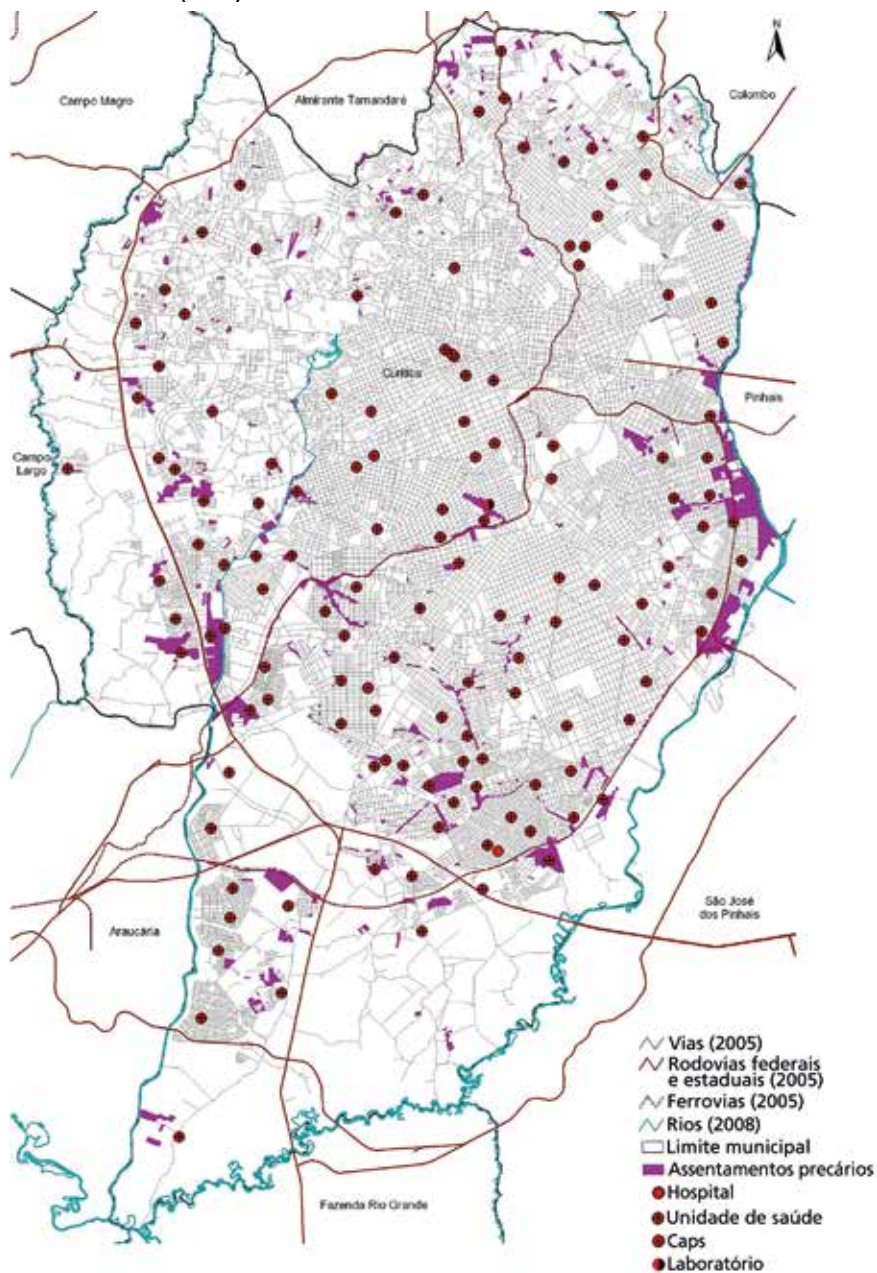 N
Campo Magro
Almirante Tamandaré
Colombo
Curitiba
Pinhais
Campo
Largo
São José
dos Pinhais
Araucária
Fazenda Rio Grande
Vias (2005)
Rodovias federais
e estaduais (2005)
Ferrovias (2005)
Rios (2008)
Limite municipal
Assentamentos precários
Hospital
Unidade de saúde
Caps
Laboratório